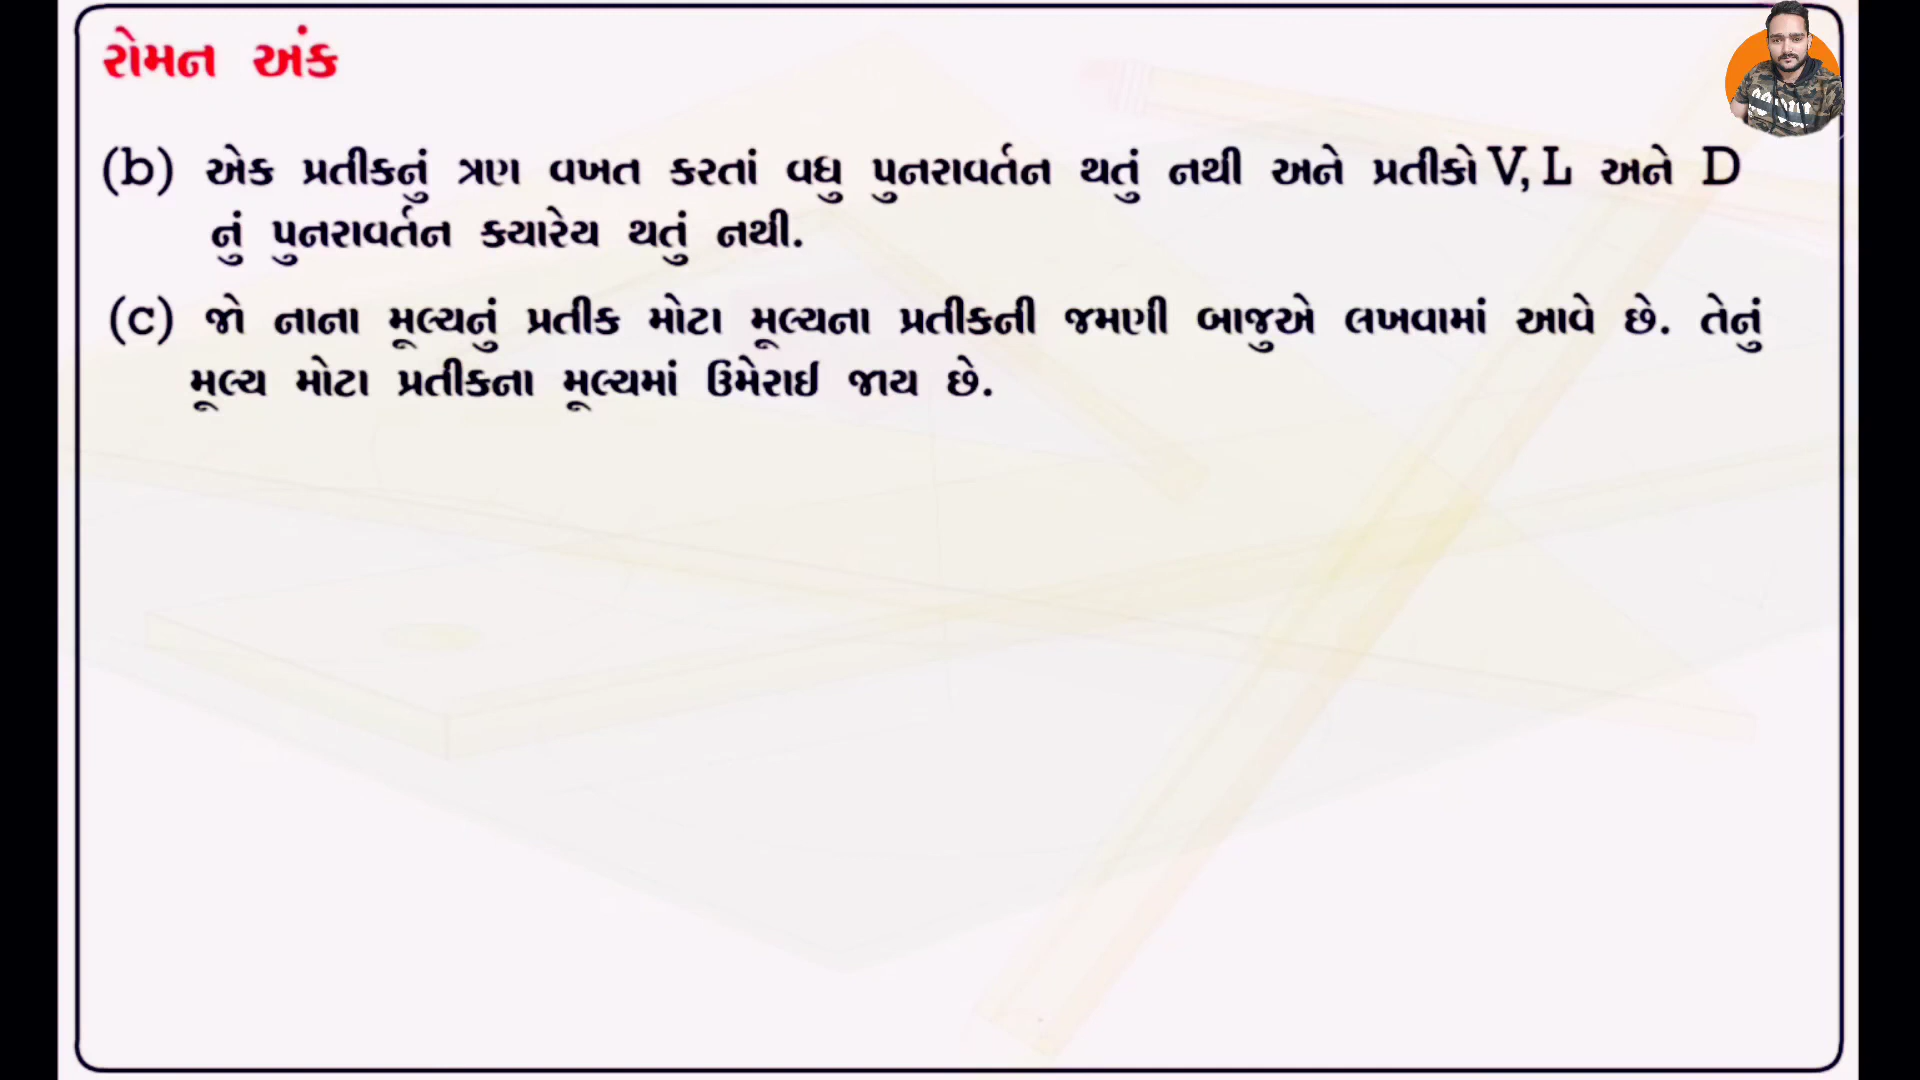 રોમન અંક
(b) એક પ્રતીકનું ત્રણ વખત કરતાં વધુ પુનરાવર્તન થતું નથી અને પ્રતીકો V, L અને D
નું પુનરાવર્તન કયારેય થતું નથી.
(c) જો નાના મૂલ્યનું પ્રતીક મોટા મૂલ્યના પ્રતીકની જમણી બાજુએ લખવામાં આવે છે. તેનું
મૂલ્ય મોટા પ્રતીકના મૂલ્યમાં ઉમેરાઈ જાય છે.